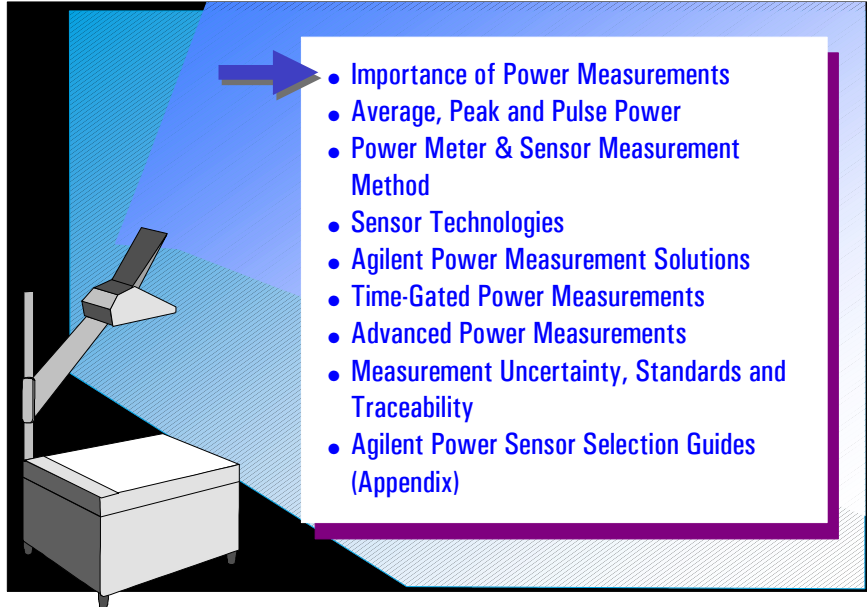 ● Importance of Power Measurements
● Average, Peak and Pulse Power
● Power Meter & Sensor Measurement
Method
● Sensor Technologies
● Agilent Power Measurement Solutions
● Time-Gated Power Measurements
● Advanced Power Measurements
● Measurement Uncertainty, Standards and
Traceability
● Agilent Power Sensor Selection Guides
(Appendix)